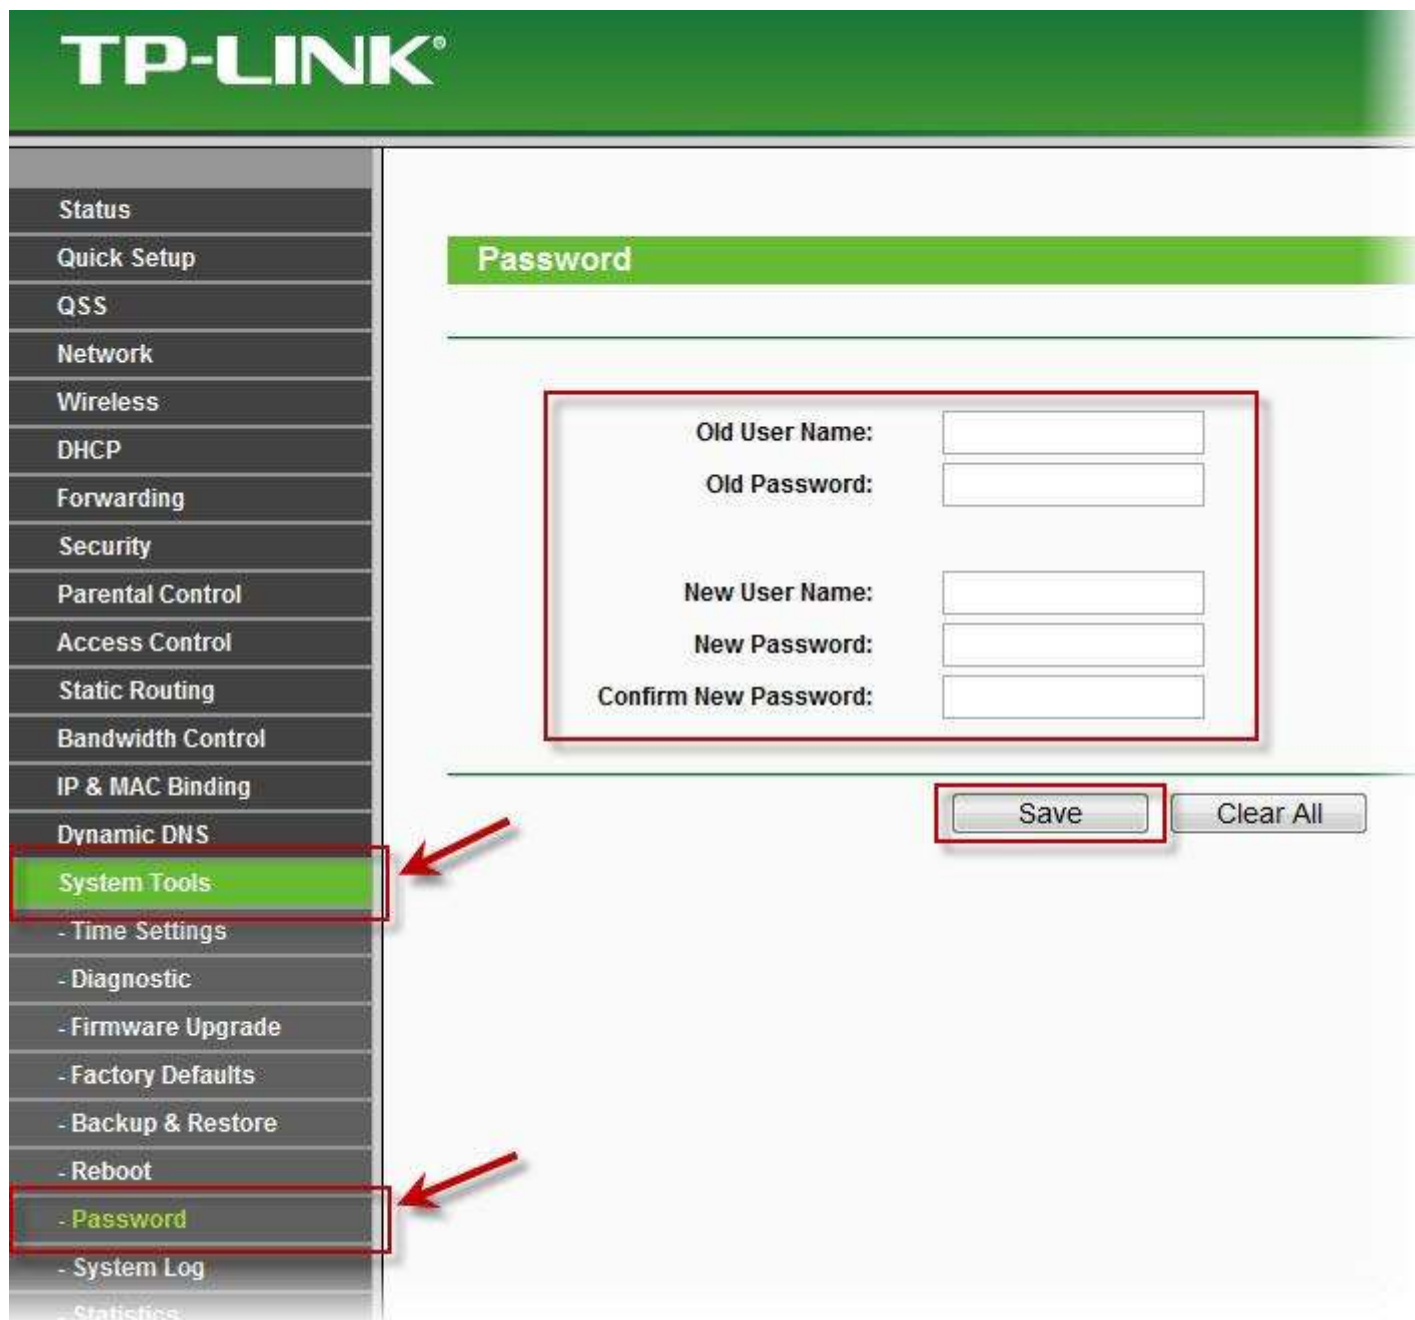 TP-LINK®
Status
Quick Setup
QSS
Network
Wireless
DHCP
Forwarding
Security
Parental Control
Access Control
Static Routing
Bandwidth Control
IP & MAC Binding
Dynamic DNS
System Tools
- Time Settings
- Diagnostic
- Firmware Upgrade
- Factory Defaults
- Backup & Restore
- Reboot
- Password
- System Log
- Statistics
Password
Old User Name:
Old Password:
New User Name:
New Password:
Confirm New Password:
Save Clear All